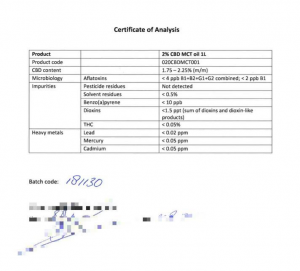 Certificate of Analysis
Product 2% CBD MCT oil 1L
Product code 020CBDMCT001
CBD content 1.75 – 2.25% (m/m)
Microbiology Aflatoxins < 4 ppb B1+B2+G1+G2 combined; < 2 ppb B1
Impurities Pesticide residues Not detected
Solvent residues < 0.5%
Benzo(a)pyrene < 10 ppb
Dioxins <1.5 ppt (sum of dioxins and dioxin-like
products)
THC < 0.05%
Heavy metals Lead < 0.02 ppm
Mercury < 0.05 ppm
Cadmium < 0.05 ppm
Batch code: 181130